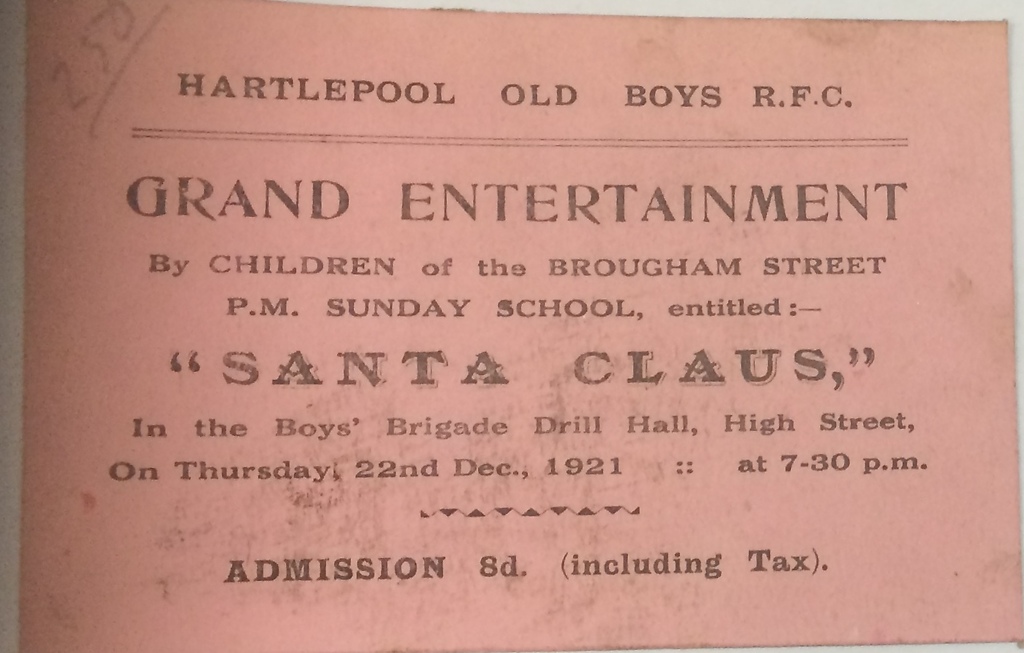 250/
HARTLEPOOL OLD BOYS R.F.C.
GRAND ENTERTAINMENT
By CHILDREN of the BROUGHAM STREET
P.M. SUNDAY SCHOOL, entitled :—
“SANTA CLAUS,”
In the Boys’ Brigade Drill Hall, High Street,
On Thursday, 22nd Dec., 1921 :: at 7-30 p.m.
ADMISSION 8d. (including Tax).